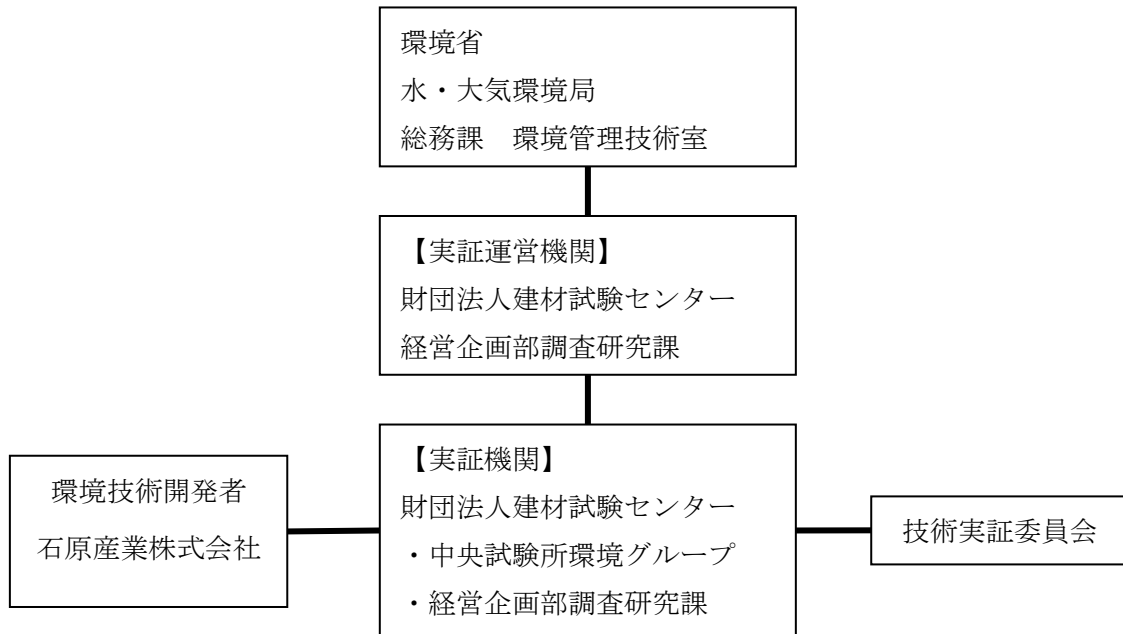 環境省
水・大気環境局
総務課　環境管理技術室
【実証運営機関】
財団法人建材試験センター
経営企画部調査研究課
環境技術開発者
石原産業株式会社
【実証機関】
財団法人建材試験センター
・中央試験所環境グループ
・経営企画部調査研究課
技術実証委員会